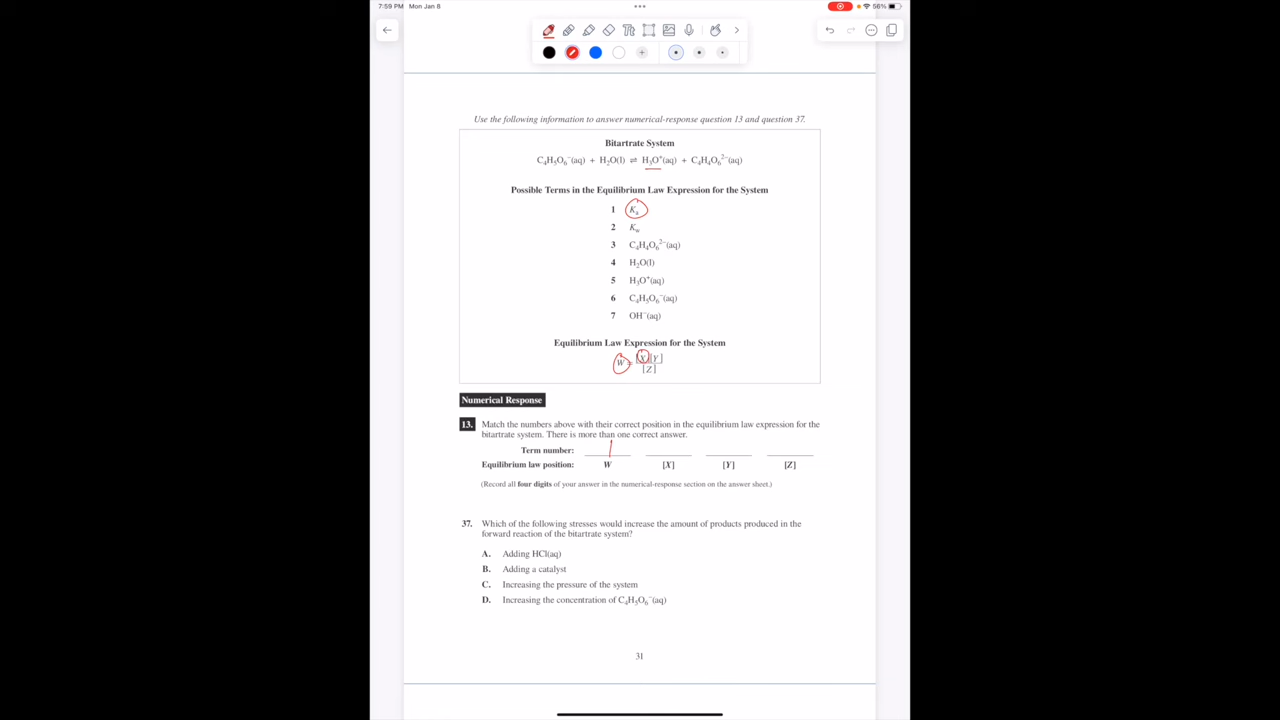 7:59 PM Mon Jan 8
56%
Use the following information to answer numerical-response question 13 and question 37.
Bitartrate System
C₄H₅O₆⁻(aq) + H₂O(l) ⇌ H₃O⁺(aq) + C₄H₄O₆²⁻(aq)
Possible Terms in the Equilibrium Law Expression for the System
1 Kₐ
2 K_w
3 C₄H₄O₆²⁻(aq)
4 H₂O(l)
5 H₃O⁺(aq)
6 C₄H₅O₆⁻(aq)
7 OH⁻(aq)
Equilibrium Law Expression for the System
W = [X][Y]
[Z]
Numerical Response
13. Match the numbers above with their correct position in the equilibrium law expression for the
bitartrate system. There is more than one correct answer.
Term number: 1
Equilibrium law position: W [X] [Y] [Z]
(Record all four digits of your answer in the numerical-response section on the answer sheet.)
37. Which of the following stresses would increase the amount of products produced in the
forward reaction of the bitartrate system?
A. Adding HCl(aq)
B. Adding a catalyst
C. Increasing the pressure of the system
D. Increasing the concentration of C₄H₅O₆⁻(aq)
31